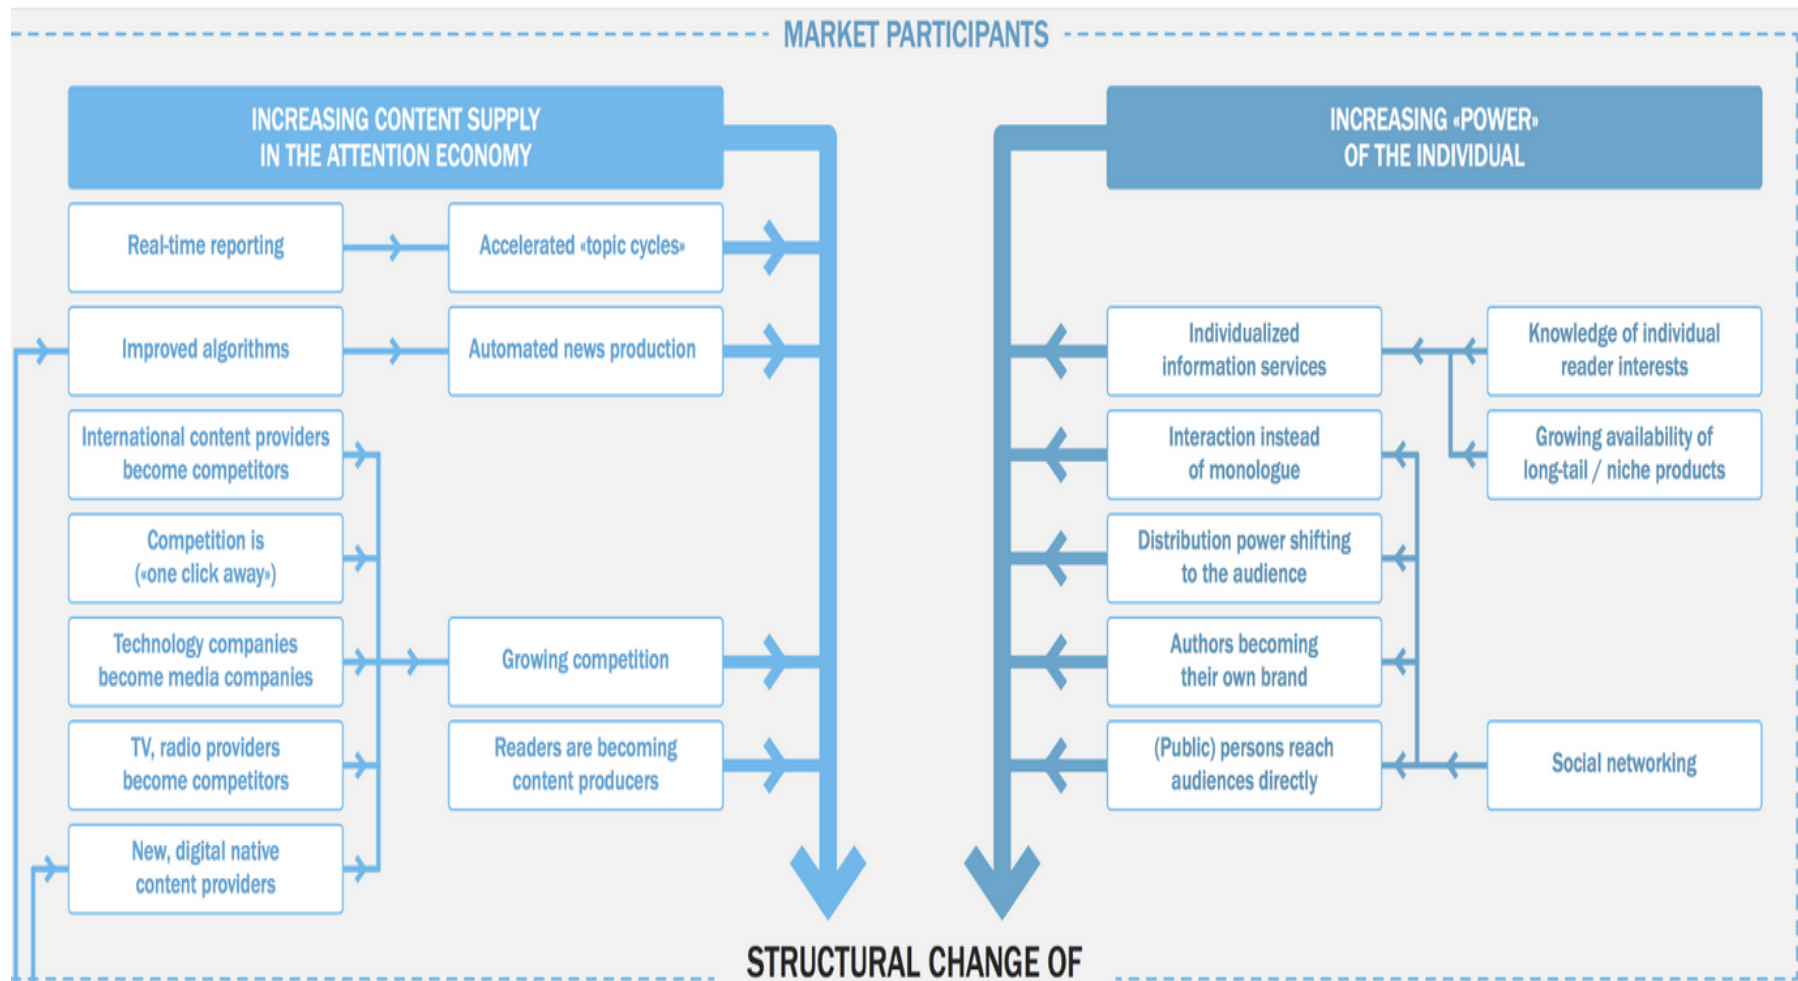 MARKET PARTICIPANTS
INCREASING CONTENT SUPPLY
IN THE ATTENTION ECONOMY
Real-time reporting
Accelerated «topic cycles»
Improved algorithms
Automated news production
International content providers
become competitors
Competition is
(«one click away»)
Technology companies
become media companies
Growing competition
TV, radio providers
become competitors
Readers are becoming
content producers
New, digital native
content providers
INCREASING «POWER»
OF THE INDIVIDUAL
Individualized
information services
Knowledge of individual
reader interests
Interaction instead
of monologue
Growing availability of
long-tail / niche products
Distribution power shifting
to the audience
Authors becoming
their own brand
(Public) persons reach
audiences directly
Social networking
STRUCTURAL CHANGE OF